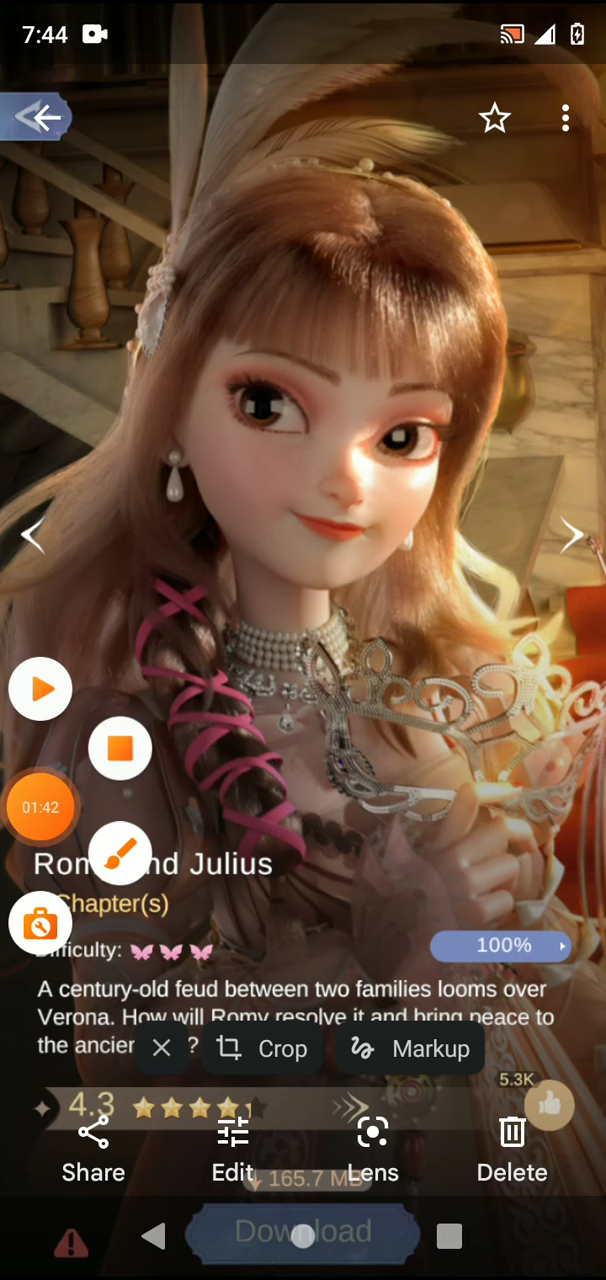 7:44
01:42
Rom nd Julius
Chapter(s)
Difficulty:
100%
A century-old feud between two families looms over
Verona. How will Romy resolve it and bring peace to
the ancien ?
Crop
Markup
4.3
5.3K
Share
Edit
Lens
Delete
165.7 MB
Download